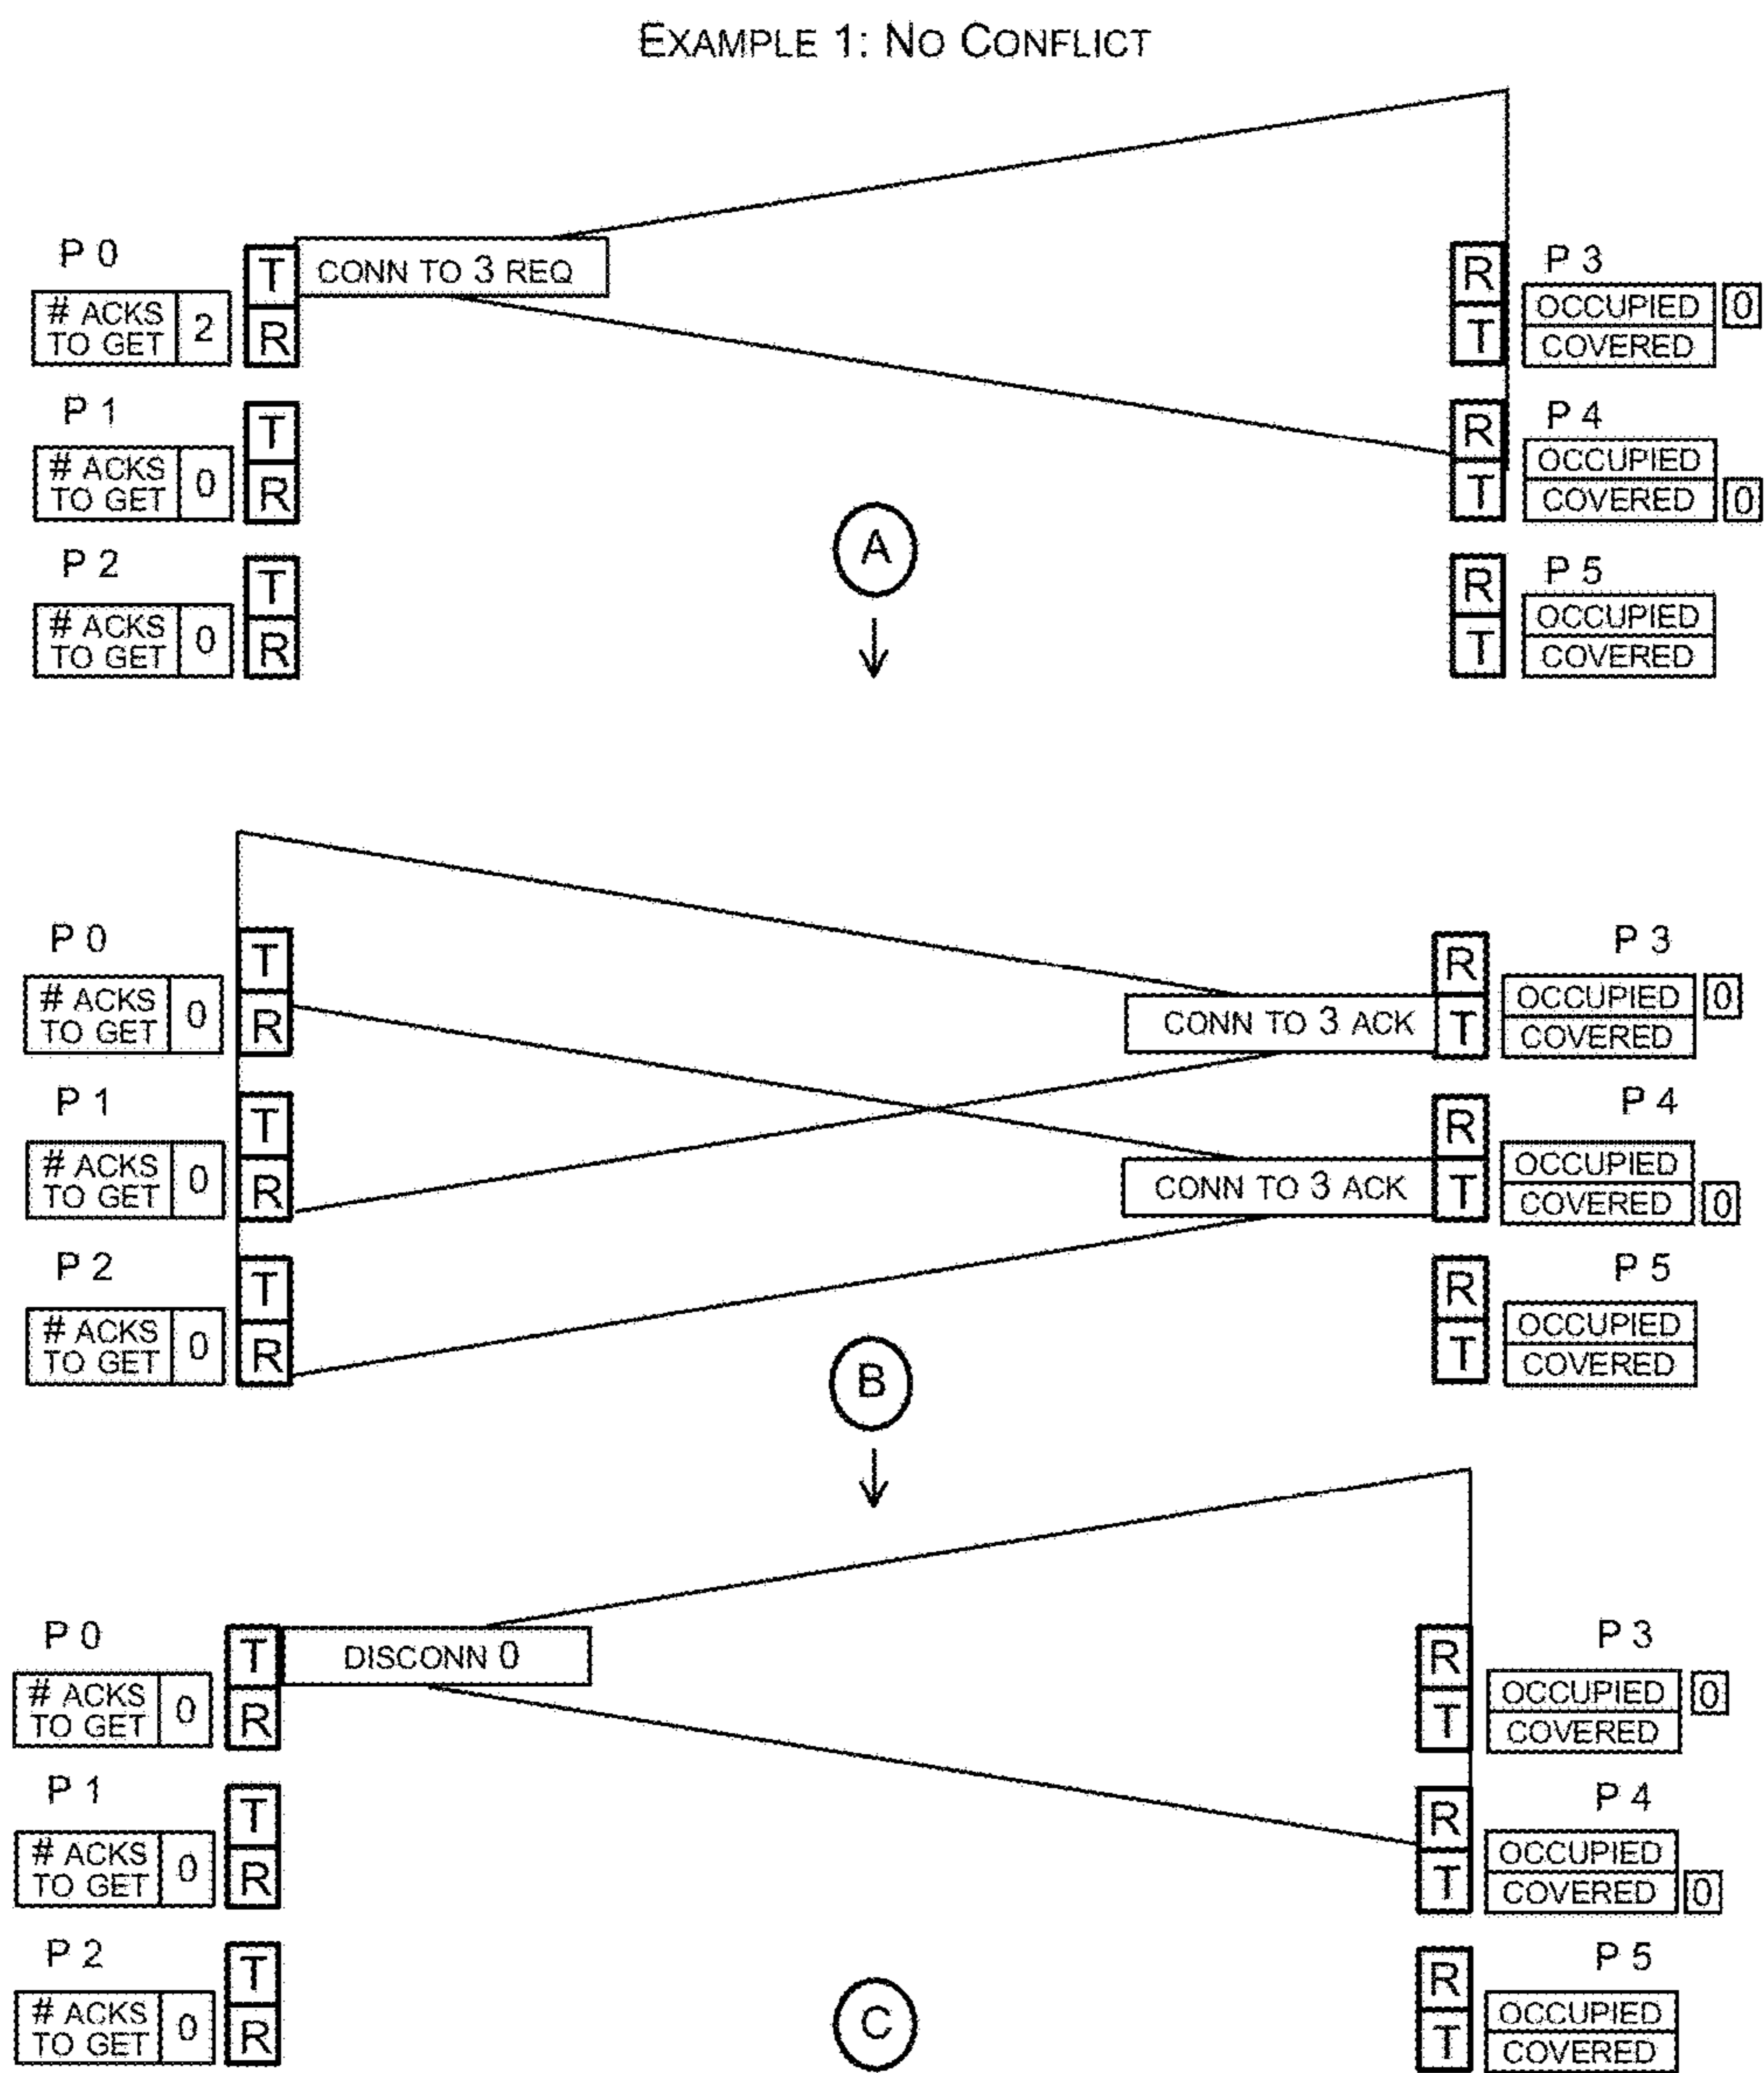 EXAMPLE 1: NO CONFLICT
P 0
# ACKS
TO GET
2
T
R
CONN TO 3 REQ
R
T
P 3
OCCUPIED
0
COVERED
P 1
# ACKS
TO GET
0
T
R
R
T
P 4
OCCUPIED
COVERED
0
A
P 2
# ACKS
TO GET
0
T
R
R
T
P 5
OCCUPIED
COVERED
P 0
# ACKS
TO GET
0
T
R
CONN TO 3 ACK
R
T
P 3
OCCUPIED
0
COVERED
P 1
# ACKS
TO GET
0
T
R
CONN TO 3 ACK
R
T
P 4
OCCUPIED
COVERED
0
P 2
# ACKS
TO GET
0
T
R
R
T
P 5
OCCUPIED
COVERED
B
P 0
# ACKS
TO GET
0
T
R
DISCONN 0
R
T
P 3
OCCUPIED
0
COVERED
P 1
# ACKS
TO GET
0
T
R
R
T
P 4
OCCUPIED
COVERED
0
P 2
# ACKS
TO GET
0
T
R
C
R
T
P 5
OCCUPIED
COVERED